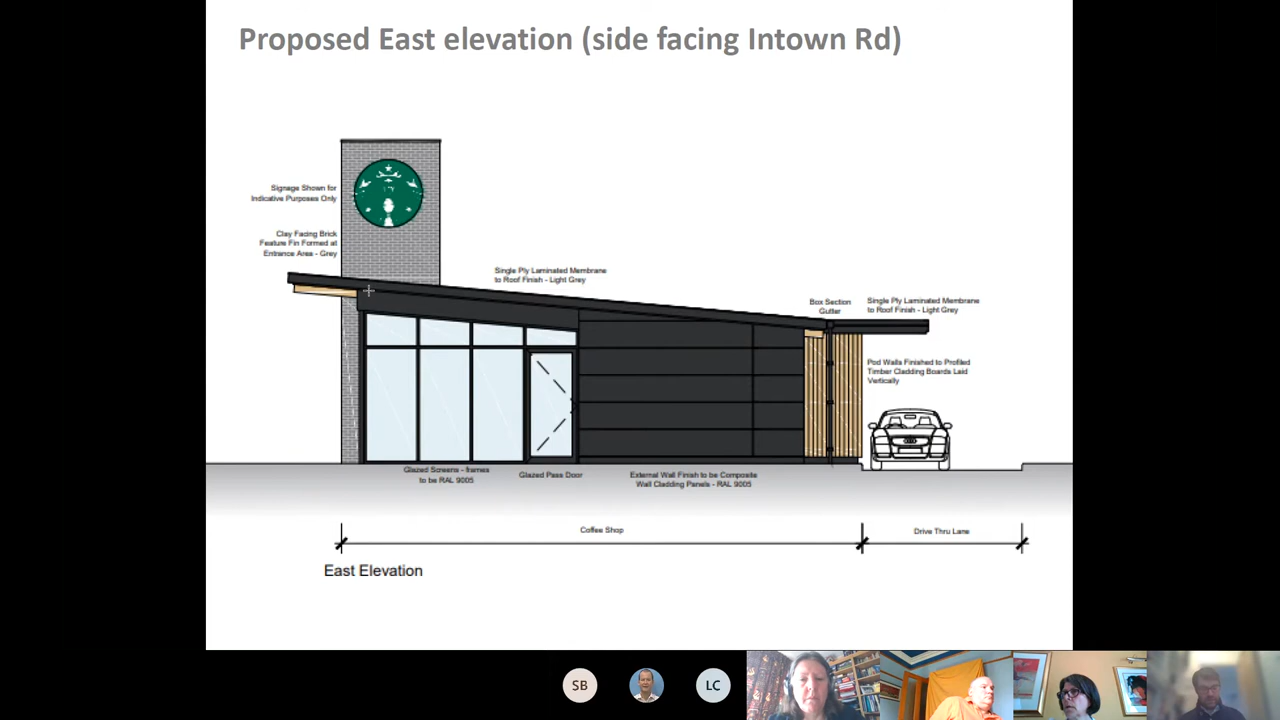 Proposed East elevation (side facing Intown Rd)
Signage Shown for
Indicative Purposes Only
Clay Facing Brick
Feature Fin Formed at
Entrance Area - Grey
Single Ply Laminated Membrane
to Roof Finish - Light Grey
Box Section
Gutter
Single Ply Laminated Membrane
to Roof Finish - Light Grey
Pod Walls Finished to Profiled
Timber Cladding Boards Laid
Vertically
Glazed Screens - frames
to be RAL 9005
Glazed Pass Door
External Wall Finish to be Composite
Wall Cladding Panels - RAL 9005
Coffee Shop
Drive Thru Lane
East Elevation
SB
LC